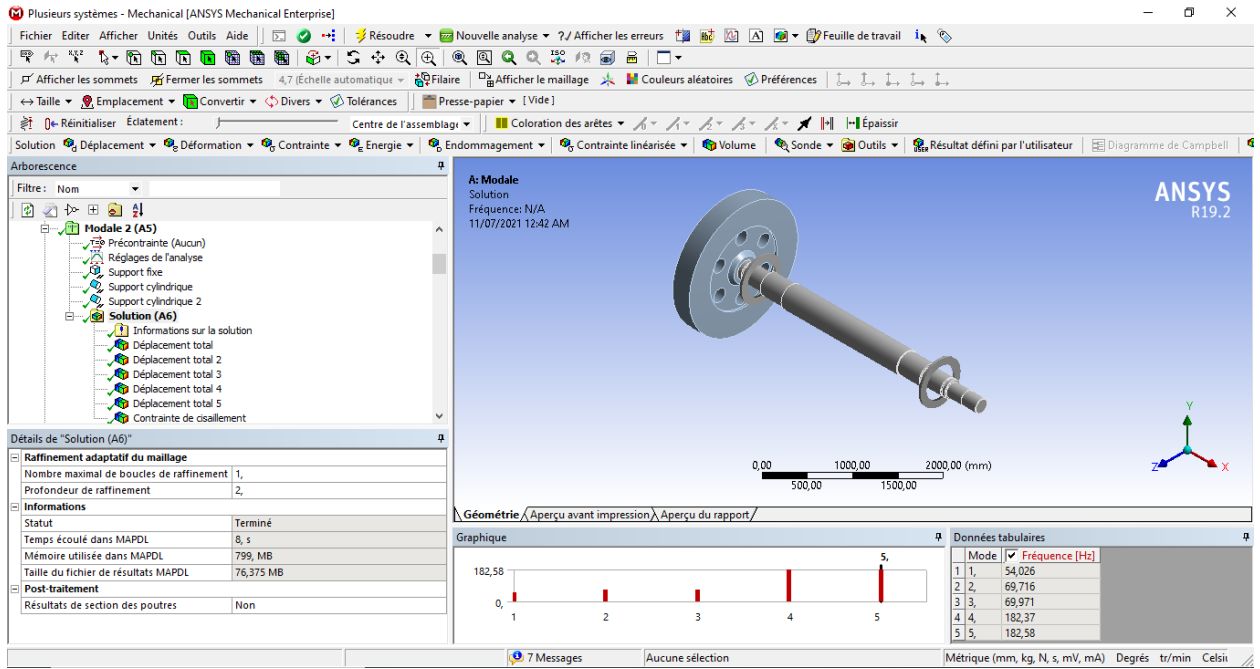 Plusieurs systèmes - Mechanical [ANSYS Mechanical Enterprise]
Fichier Editer Afficher Unités Outils Aide Résoudre Nouvelle analyse ?✓ Afficher les erreurs A Feuille de travail
ISO
Afficher les sommets Fermer les sommets 4,7 (Échelle automatique Filaire Afficher le maillage Couleurs aléatoires Préférences
Taille Emplacement Convertir Divers Tolérances Presse-papier [Vide]
Réinitialiser Éclatement : Centre de l'assemblag Coloration des arêtes Épaissir
Solution Déplacement Déformation Contrainte Energie Endommagement Contrainte linéarisée Volume Sonde Outils Résultat défini par l'utilisateur Diagramme de Campbell
Arborescence
Filtre : Nom
Modale 2 (A5)
Précontrainte (Aucun)
Réglages de l'analyse
Support fixe
Support cylindrique
Support cylindrique 2
Solution (A6)
Informations sur la solution
Déplacement total
Déplacement total 2
Déplacement total 3
Déplacement total 4
Déplacement total 5
Contrainte de cisaillement
Détails de "Solution (A6)"
Raffinement adaptatif du maillage
Nombre maximal de boucles de raffinement 1,
Profondeur de raffinement 2,
Informations
Statut Terminé
Temps écoulé dans MAPDL 8, s
Mémoire utilisée dans MAPDL 799, MB
Taille du fichier de résultats MAPDL 76,375 MB
Post-traitement
Résultats de section des poutres Non
A: Modale
Solution
Fréquence: N/A
11/07/2021 12:42 AM
ANSYS
R19.2
Y
Z X
0,00 1000,00 2000,00 (mm)
500,00 1500,00
Géométrie Aperçu avant impression Aperçu du rapport
Graphique
5,
182,58
0,
1 2 3 4 5
Données tabulaires
Mode Fréquence [Hz]
1 1, 54,026
2 2, 69,716
3 3, 69,971
4 4, 182,37
5 5, 182,58
7 Messages Aucune sélection Métrique (mm, kg, N, s, mV, mA) Degrés tr/min Celsiu